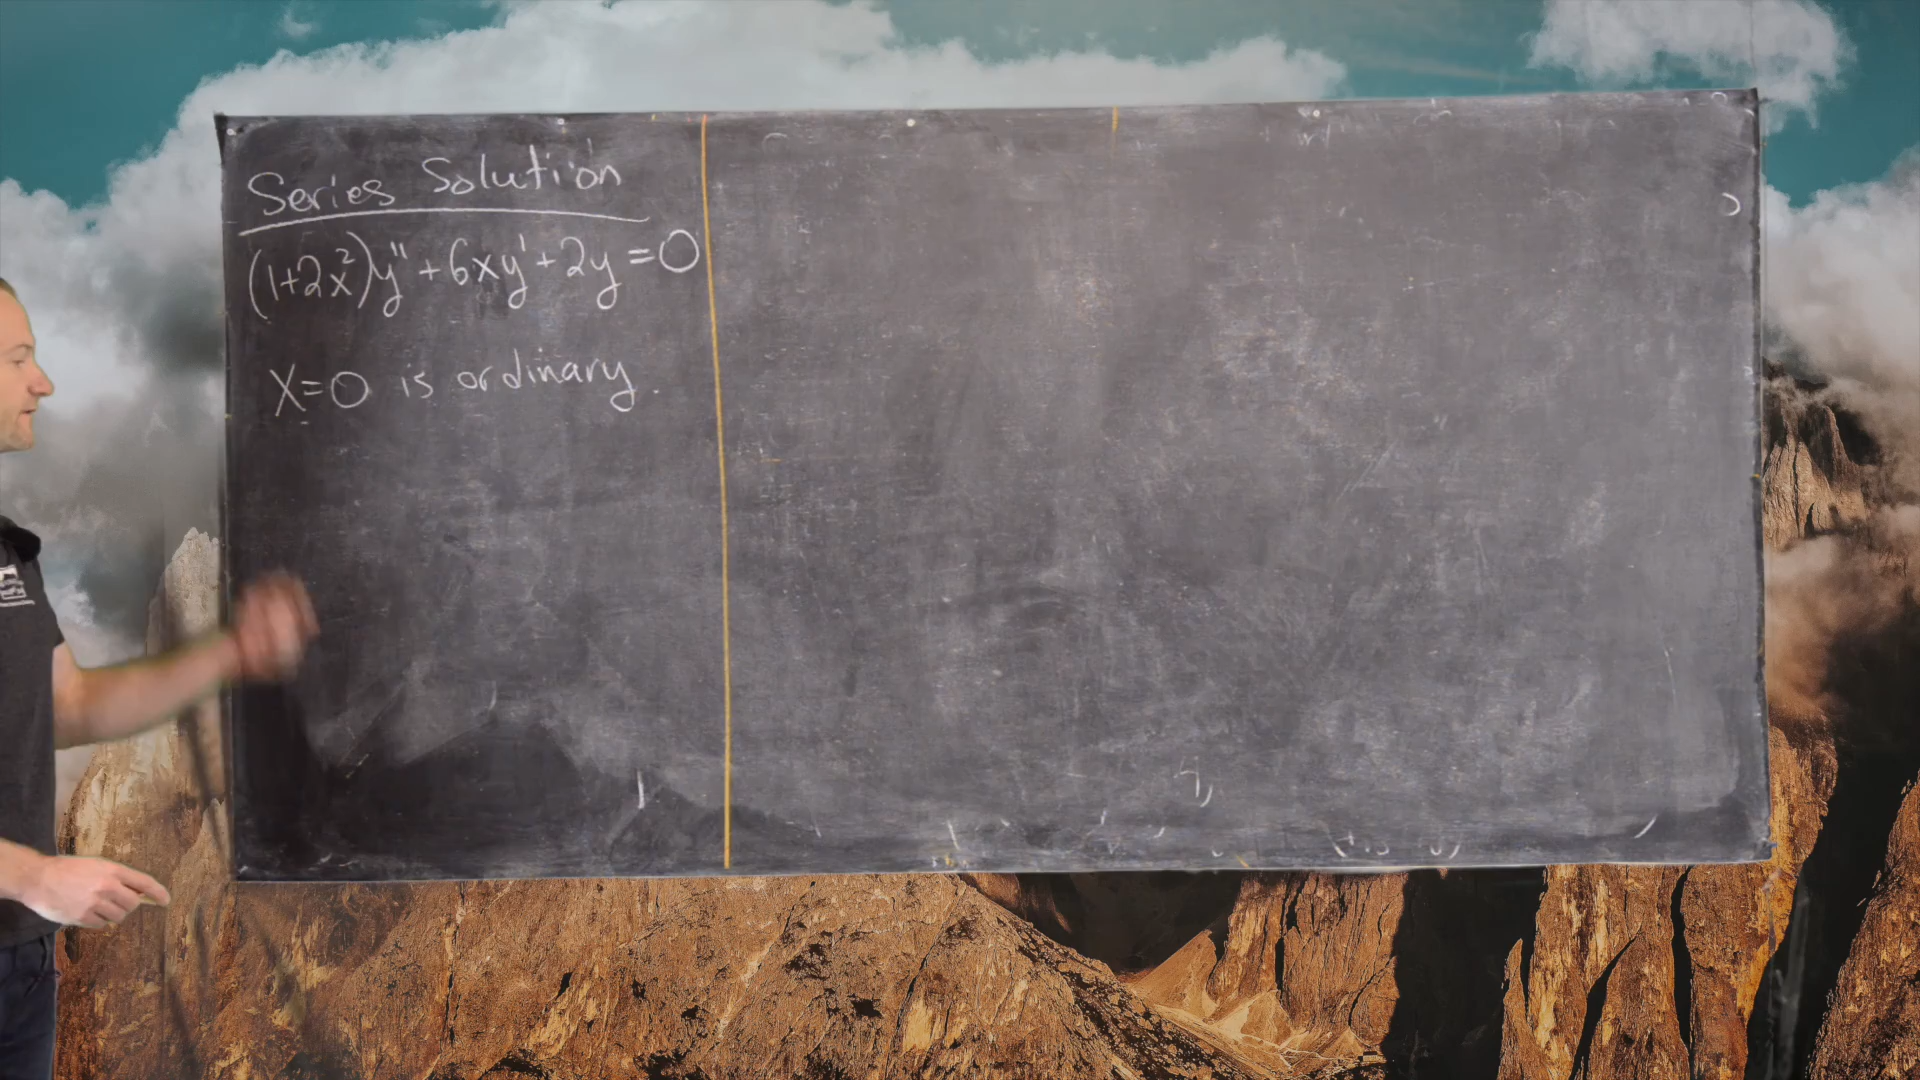 Series Solution
(1+2x²)y''+6xy'+2y=0
X=0 is ordinary.